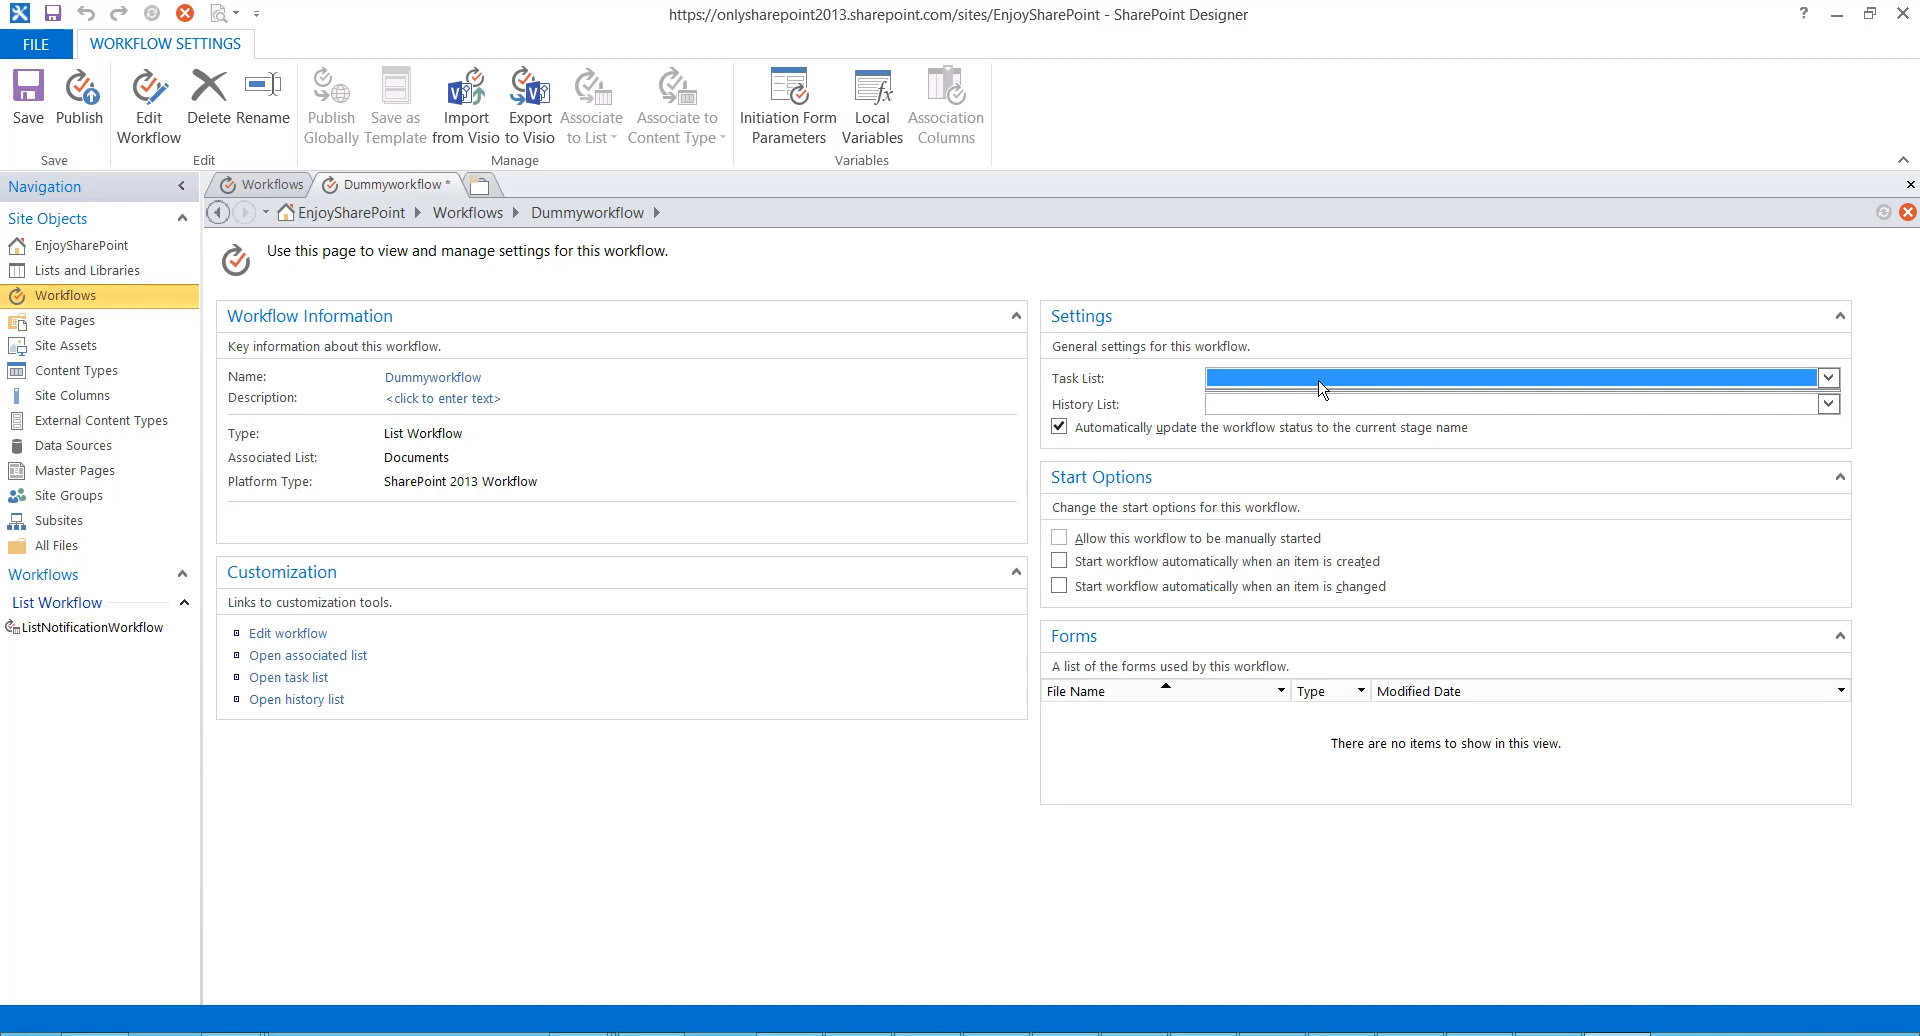 https://onlysharepoint2013.sharepoint.com/sites/EnjoySharePoint - SharePoint Designer
?
FILE
WORKFLOW SETTINGS
Save
Publish
Edit
Workflow
Delete
Rename
Publish
Globally
Save as
Template
Import
from Visio
Export
to Visio
Associate
to List
Associate to
Content Type
Initiation Form
Parameters
Local
Variables
Association
Columns
Save
Edit
Manage
Variables
Navigation
Workflows
Dummyworkflow *
EnjoySharePoint
Workflows
Dummyworkflow
Site Objects
EnjoySharePoint
Lists and Libraries
Workflows
Site Pages
Site Assets
Content Types
Site Columns
External Content Types
Data Sources
Master Pages
Site Groups
Subsites
All Files
Workflows
List Workflow
ListNotificationWorkflow
Use this page to view and manage settings for this workflow.
Workflow Information
Key information about this workflow.
Name: Dummyworkflow
Description: <click to enter text>
Type: List Workflow
Associated List: Documents
Platform Type: SharePoint 2013 Workflow
Customization
Links to customization tools.
Edit workflow
Open associated list
Open task list
Open history list
Settings
General settings for this workflow.
Task List:
History List:
Automatically update the workflow status to the current stage name
Start Options
Change the start options for this workflow.
Allow this workflow to be manually started
Start workflow automatically when an item is created
Start workflow automatically when an item is changed
Forms
A list of the forms used by this workflow.
File Name Type Modified Date
There are no items to show in this view.